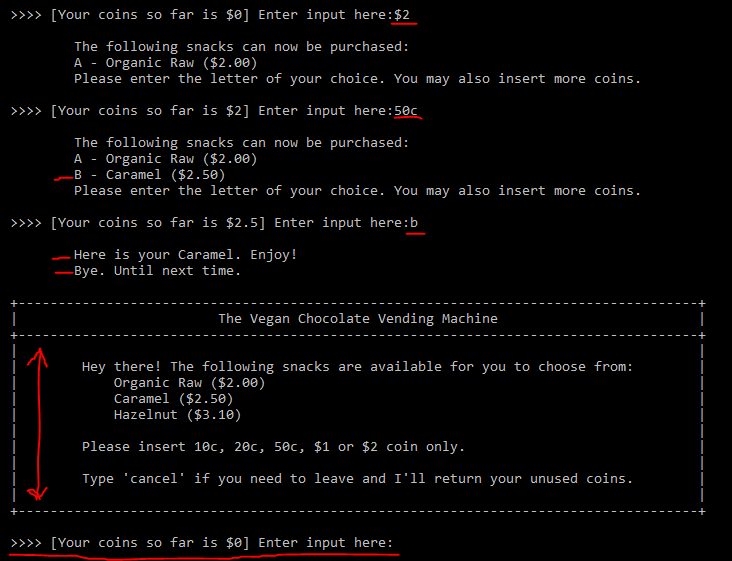 >>>> [Your coins so far is $0] Enter input here:$2
The following snacks can now be purchased:
A - Organic Raw ($2.00)
Please enter the letter of your choice. You may also insert more coins.
>>>> [Your coins so far is $2] Enter input here:50c
The following snacks can now be purchased:
A - Organic Raw ($2.00)
B - Caramel ($2.50)
Please enter the letter of your choice. You may also insert more coins.
>>>> [Your coins so far is $2.5] Enter input here:b
Here is your Caramel. Enjoy!
Bye. Until next time.
The Vegan Chocolate Vending Machine
Hey there! The following snacks are available for you to choose from:
Organic Raw ($2.00)
Caramel ($2.50)
Hazelnut ($3.10)
Please insert 10c, 20c, 50c, $1 or $2 coin only.
Type 'cancel' if you need to leave and I'll return your unused coins.
>>>> [Your coins so far is $0] Enter input here: